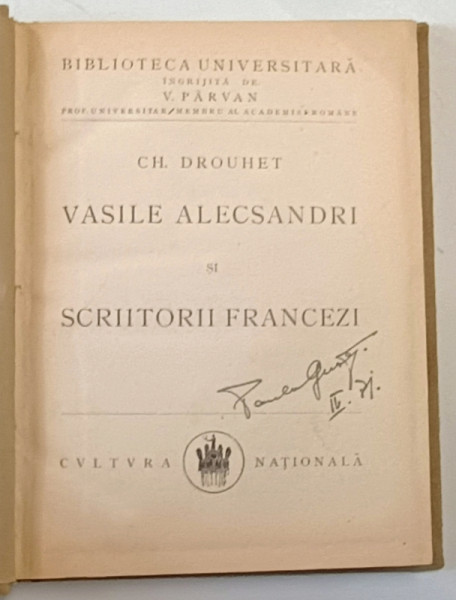 BIBLIOTECA UNIVERSITARĂ
ÎNGRIJITĂ DE
V. PÂRVAN
PROF. UNIVERSITAR / MEMBRU AL ACADEMIEI ROMÂNE
CH. DROUHET
VASILE ALECSANDRI
ȘI
SCRIITORII FRANCEZI
CVLTVRA NAȚIONALĂ